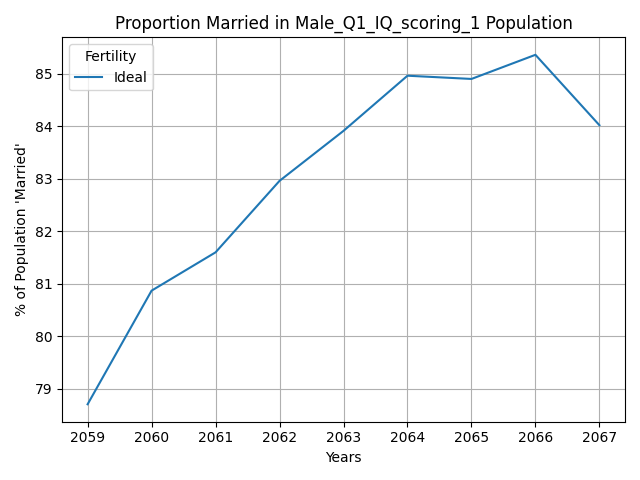 Proportion Married in Male_Q1_IQ_scoring_1 Population
Fertility
Ideal
% of Population 'Married'
85
84
83
82
81
80
79
2059 2060 2061 2062 2063 2064 2065 2066 2067
Years